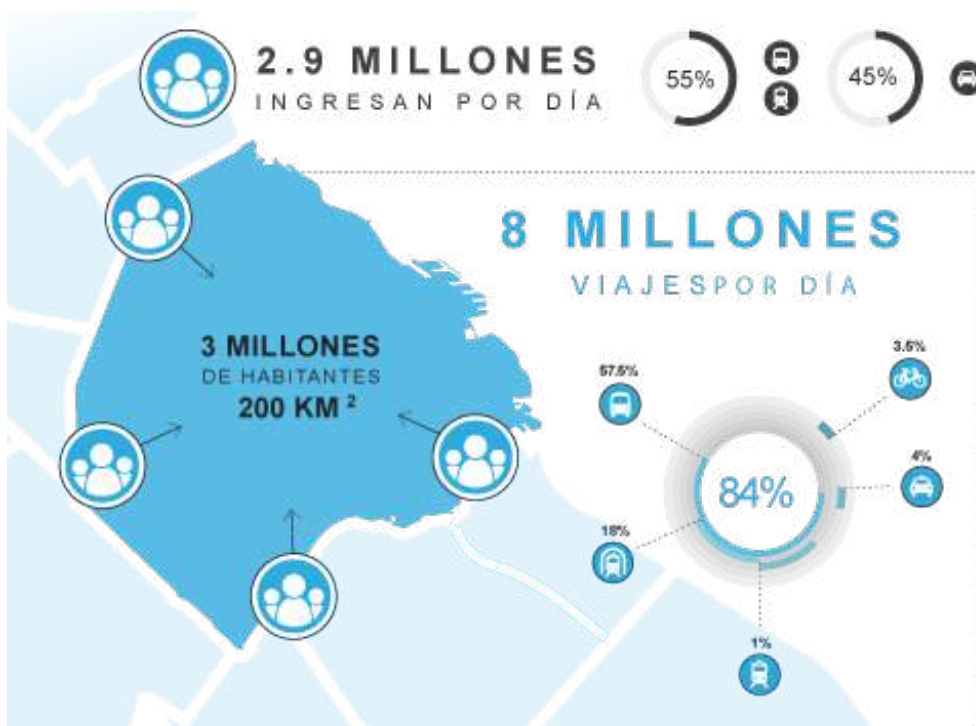 2.9 MILLONES
INGRESAN POR DÍA
55%
45%
8 MILLONES
VIAJESPOR DÍA
3 MILLONES
DE HABITANTES
200 KM ²
57.5%
3.5%
4%
84%
18%
1%